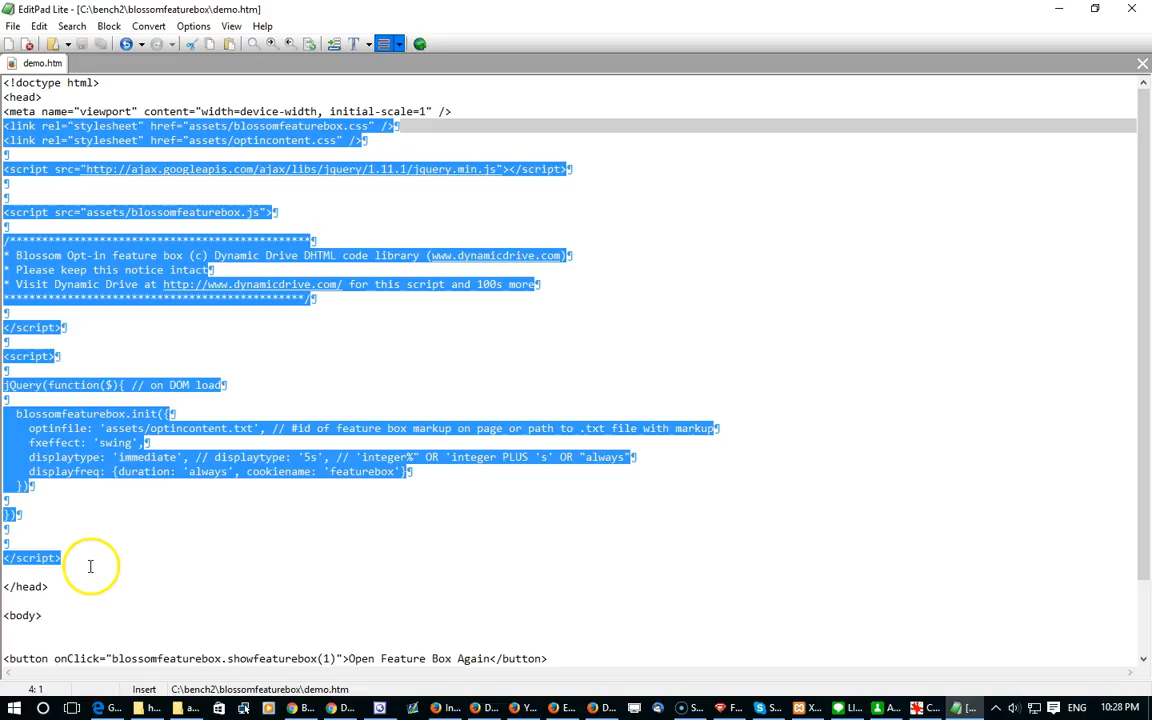 EditPad Lite - [C:\bench2\blossomfeaturebox\demo.htm]
File Edit Search Block Convert Options View Help
demo.htm
<!doctype html>
<head>
<meta name="viewport" content="width=device-width, initial-scale=1" />
<link rel="stylesheet" href="assets/blossomfeaturebox.css" />¶
<link rel="stylesheet" href="assets/optincontent.css" />¶
¶
<script src="http://ajax.googleapis.com/ajax/libs/jquery/1.11.1/jquery.min.js"></script>¶
¶
¶
<script src="assets/blossomfeaturebox.js">¶
¶
/***********************************************¶
* Blossom Opt-in feature box (c) Dynamic Drive DHTML code library (www.dynamicdrive.com)¶
* Please keep this notice intact¶
* Visit Dynamic Drive at http://www.dynamicdrive.com/ for this script and 100s more¶
***********************************************/¶
¶
</script>¶
¶
<script>¶
¶
jQuery(function($){ // on DOM load¶
¶
blossomfeaturebox.init({¶
optinfile: 'assets/optincontent.txt', // #id of feature box markup on page or path to .txt file with markup¶
fxeffect: 'swing',¶
displaytype: 'immediate', // displaytype: '5s', // 'integer%" OR 'integer PLUS 's' OR "always"¶
displayfreq: {duration: 'always', cookiename: 'featurebox'}¶
})¶
¶
})¶
¶
¶
</script>
</head>
<body>
<button onClick="blossomfeaturebox.showfeaturebox(1)">Open Feature Box Again</button>
4: 1 Insert C:\bench2\blossomfeaturebox\demo.htm
G... h... a... B... D... In... D... Y... E... D... S... F... S... X... Ll... A... C... [... ENG 10:28 PM